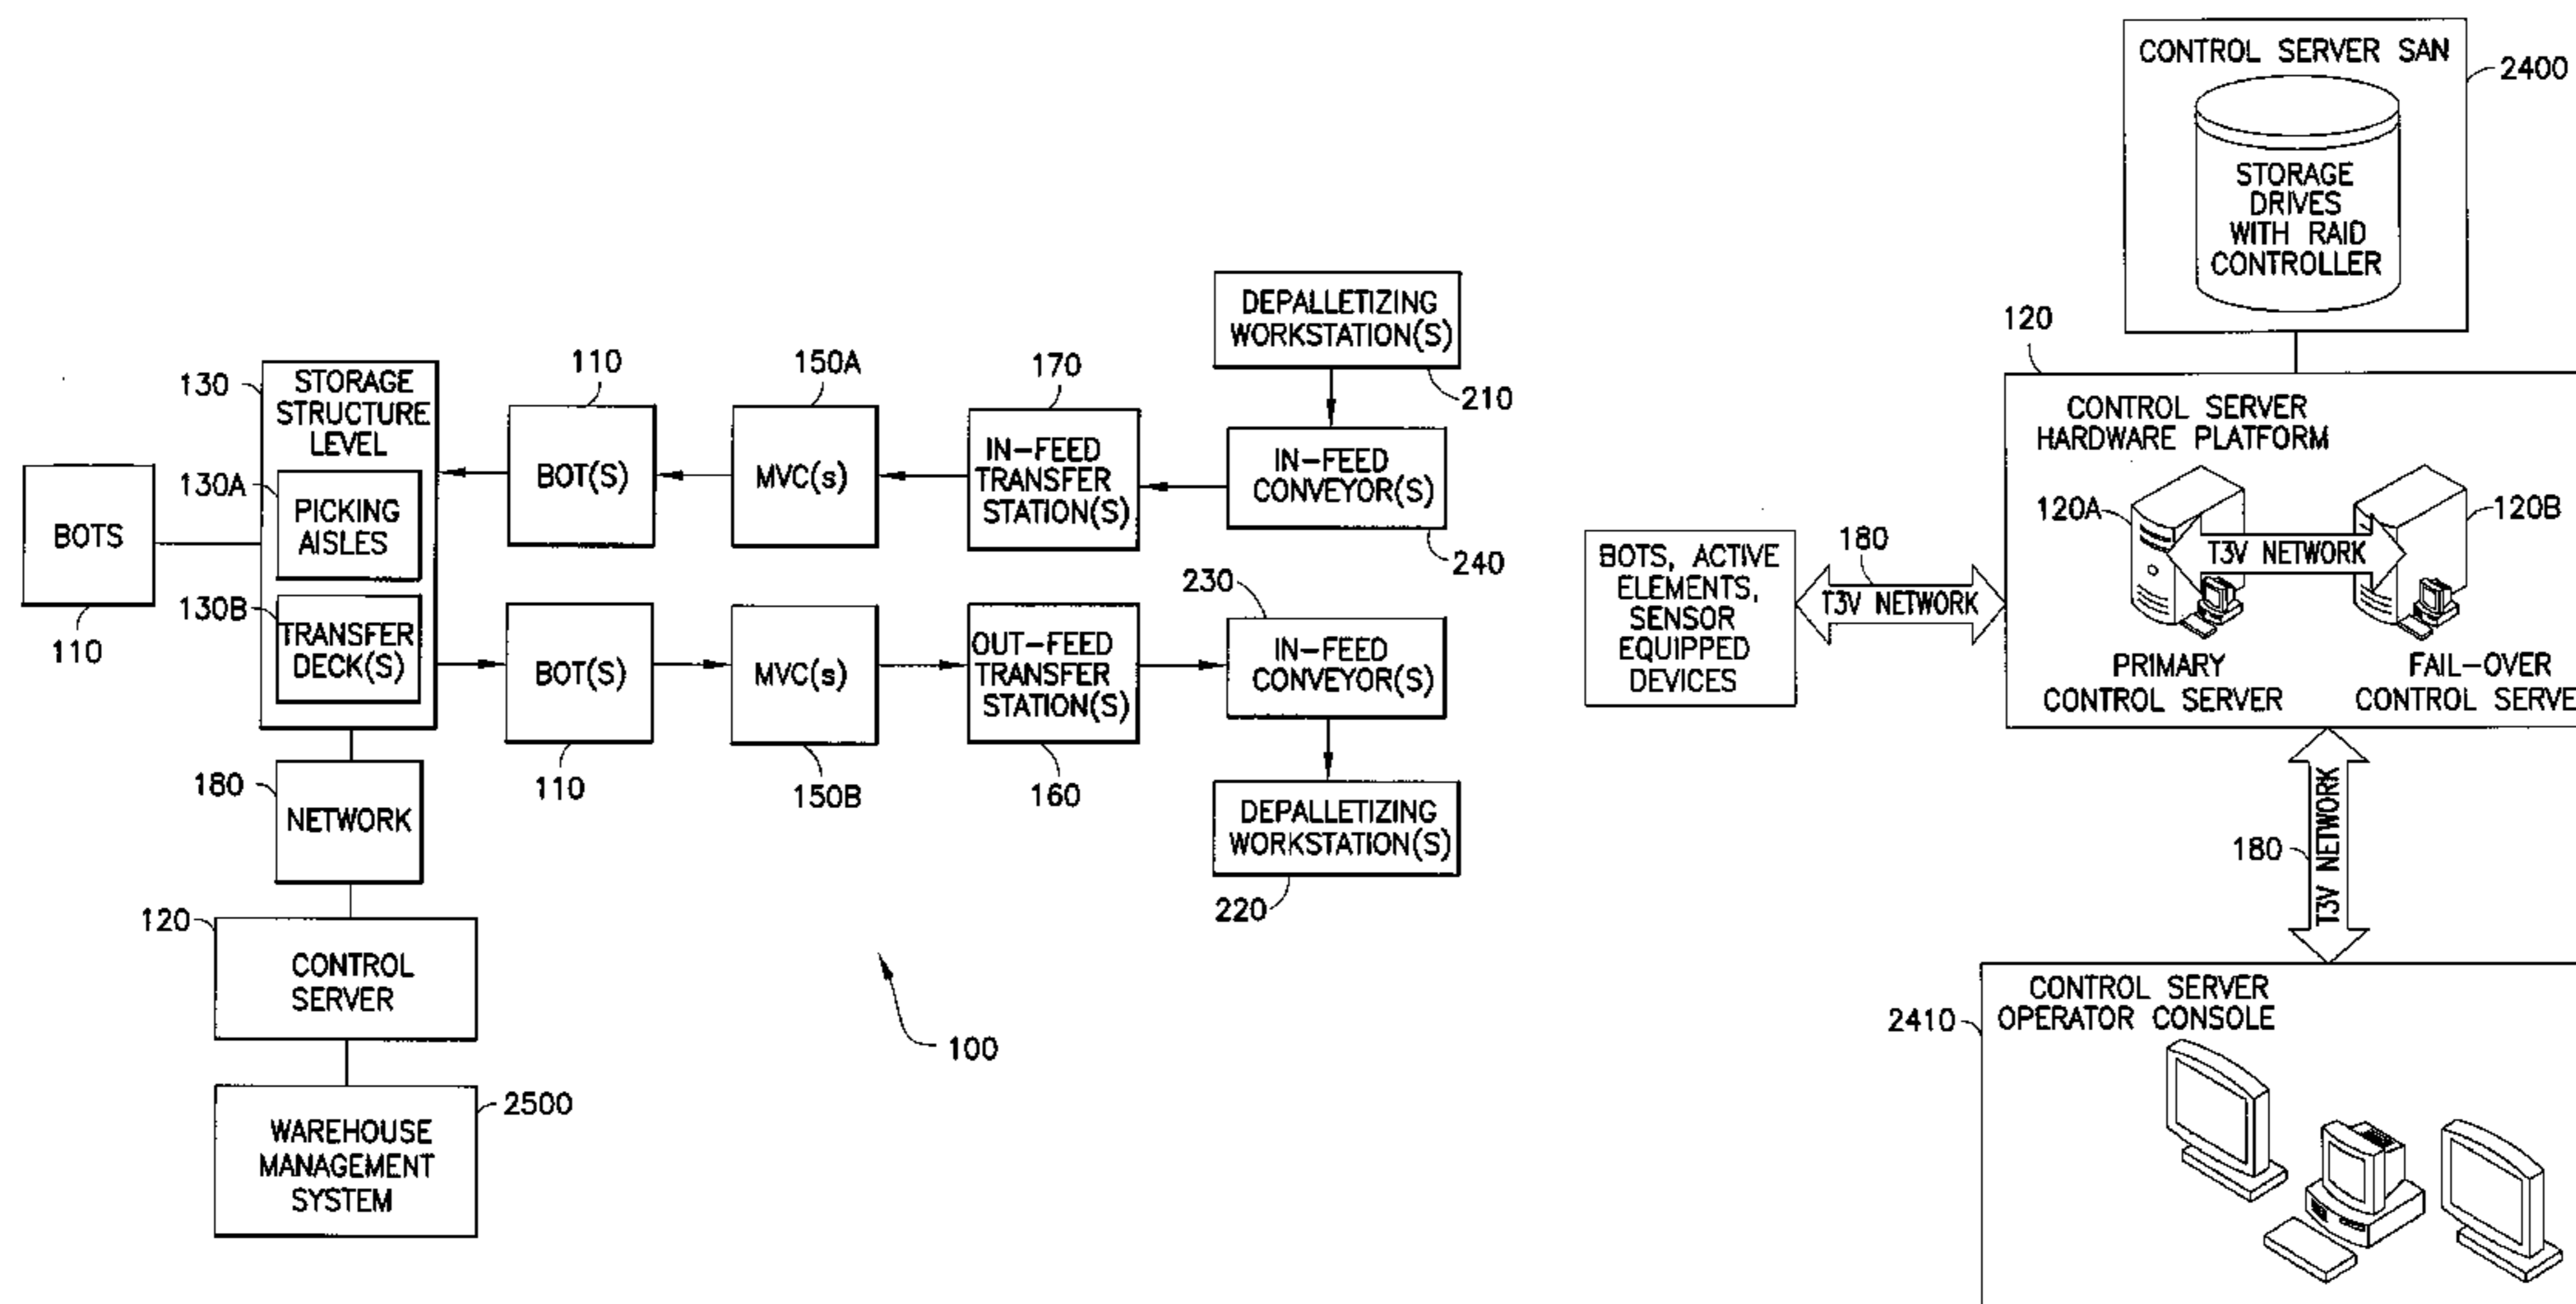 DEPALLETIZING
WORKSTATION(S)
210
130
STORAGE
STRUCTURE
LEVEL
110
BOT(S)
150A
MVC(s)
170
IN-FEED
TRANSFER
STATION(S)
IN-FEED
CONVEYOR(S)
240
BOTS
110
130A
PICKING
AISLES
130B
TRANSFER
DECK(S)
BOT(S)
110
MVC(s)
150B
OUT-FEED
TRANSFER
STATION(S)
160
230
IN-FEED
CONVEYOR(S)
DEPALLETIZING
WORKSTATION(S)
220
180
NETWORK
120
CONTROL
SERVER
2500
WAREHOUSE
MANAGEMENT
SYSTEM
100
CONTROL SERVER SAN
2400
STORAGE
DRIVES
WITH RAID
CONTROLLER
120
CONTROL SERVER
HARDWARE PLATFORM
120A
T3V NETWORK
120B
PRIMARY
CONTROL SERVER
FAIL-OVER
CONTROL SERVE
BOTS, ACTIVE
ELEMENTS,
SENSOR
EQUIPPED
DEVICES
180
T3V NETWORK
180
T3V NETWORK
2410
CONTROL SERVER
OPERATOR CONSOLE